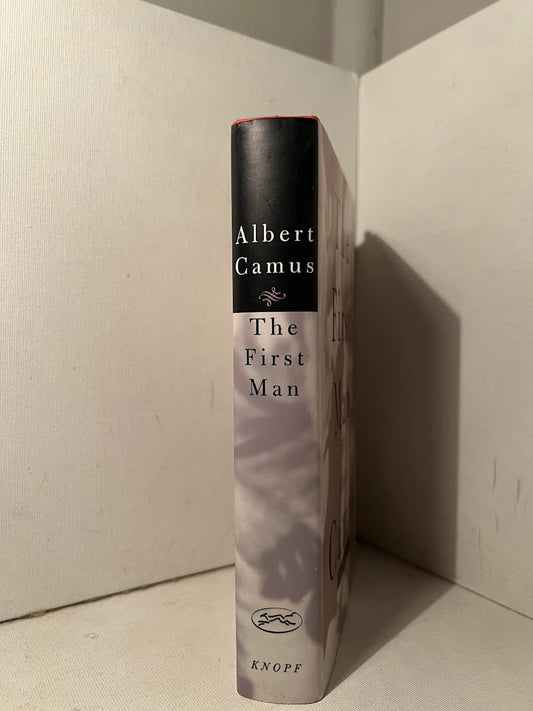 Albert
Camus
The
First
Man
KNOPF